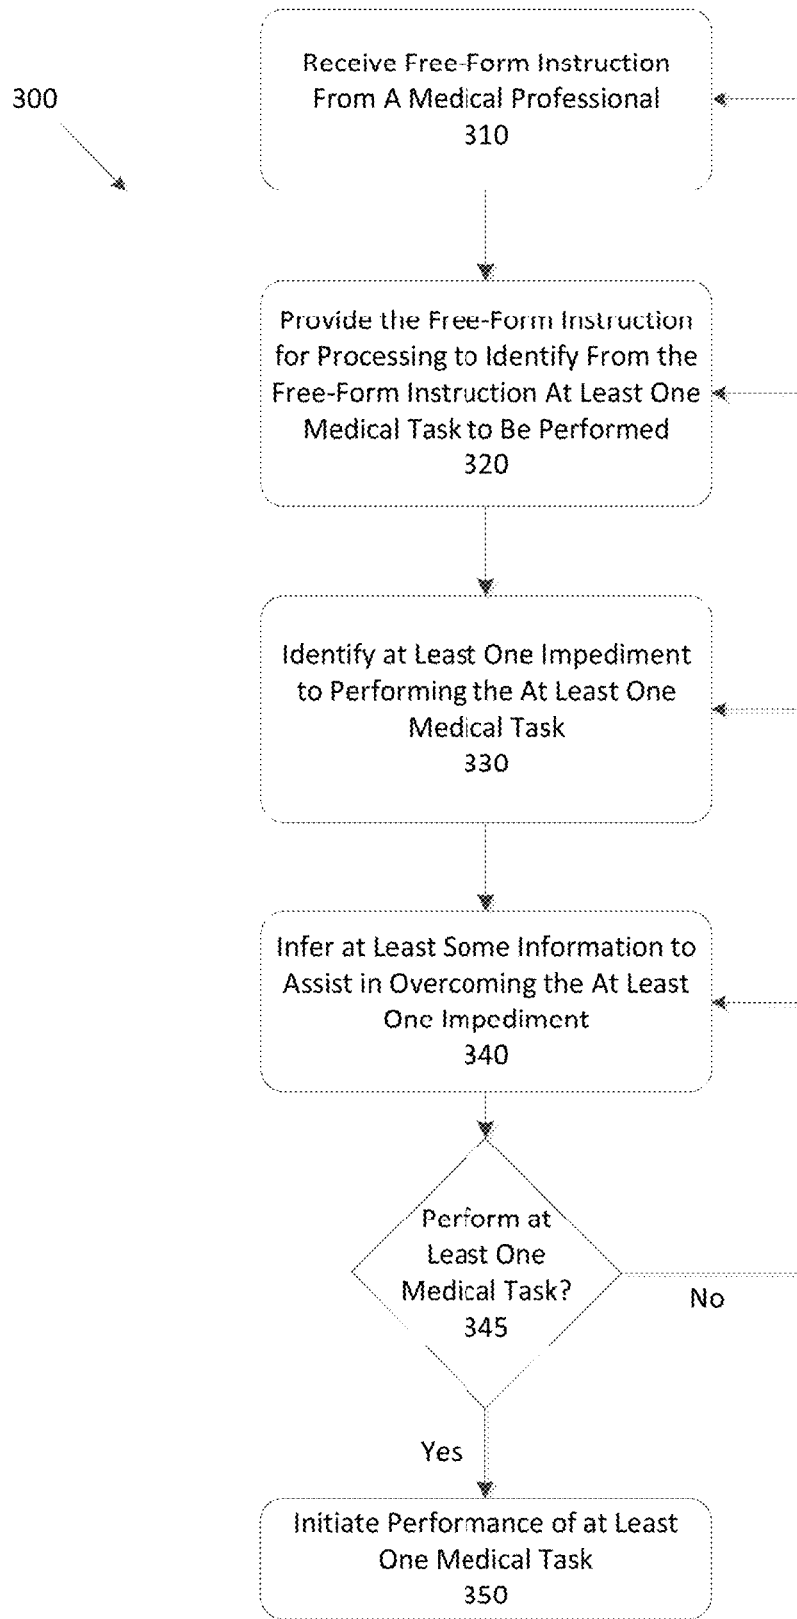 300
Receive Free-Form Instruction
From A Medical Professional
310
Provide the Free-Form Instruction
for Processing to Identify From the
Free-Form Instruction At Least One
Medical Task to Be Performed
320
Identify at Least One Impediment
to Performing the At Least One
Medical Task
330
Infer at Least Some Information to
Assist in Overcoming the At Least
One Impediment
340
Perform at
Least One
Medical Task?
345
No
Yes
Initiate Performance of at Least
One Medical Task
350